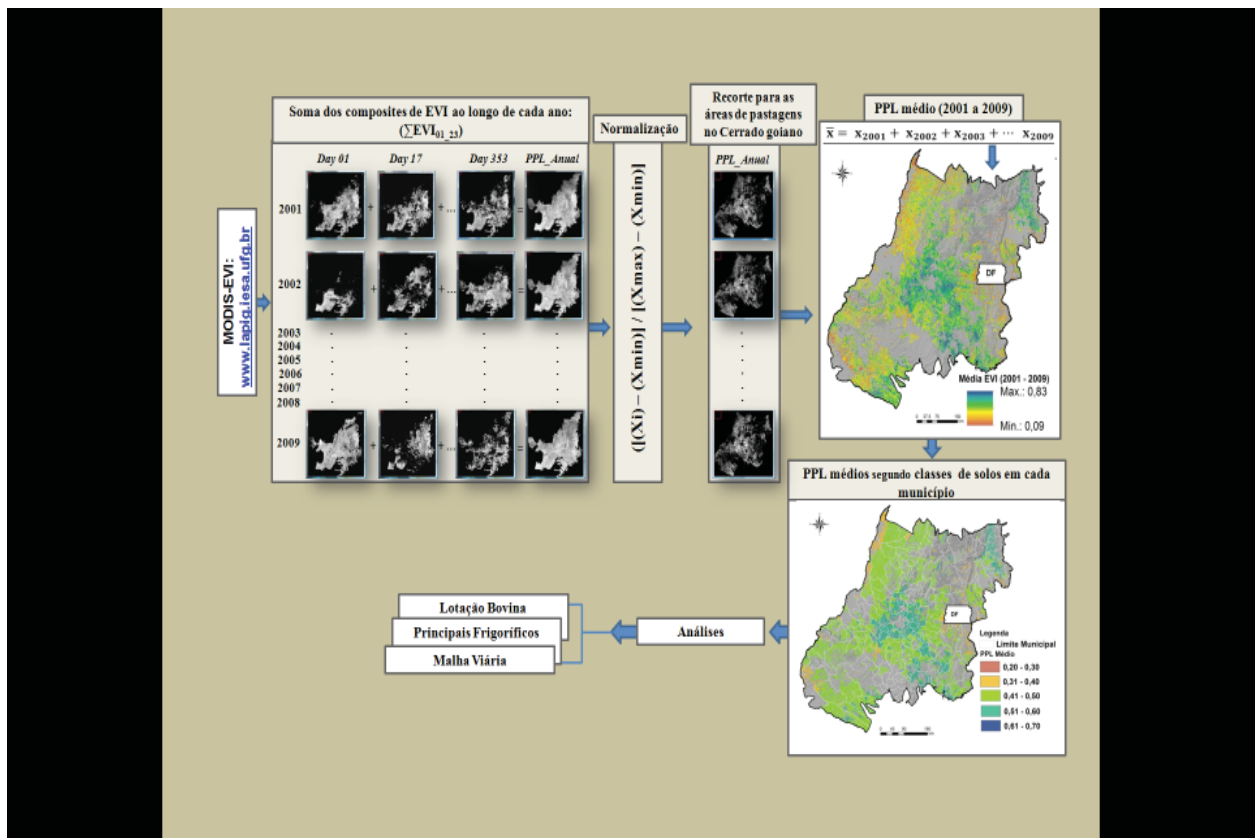 MODIS-EVI:
www.lapig.iesa.ufg.br
Soma dos composites de EVI ao longo de cada ano:
(∑EVI01_23)
Day 01 Day 17 Day 353 PPL_Anual
2001 + + ... =
2002 + + ... =
2003 . . . .
2004 . . . .
2005 . . . .
2006 . . . .
2007 . . . .
2008 . . . .
2009 + + ... =
Normalização
([(Xi) – (Xmin)] / [(Xmax) – (Xmin)]
Recorte para as
áreas de pastagens
no Cerrado goiano
PPL_Anual
PPL médio (2001 a 2009)
x̄ = x2001 + x2002 + x2003 + ⋯ x2009
DF
Média EVI (2001 - 2009)
Max.: 0,83
Min.: 0,09
PPL médios segundo classes de solos em cada
município
DF
Legenda
Limite Municipal
PPL Médio
0,20 - 0,30
0,31 - 0,40
0,41 - 0,50
0,51 - 0,60
0,61 - 0,70
Análises
Lotação Bovina
Principais Frigoríficos
Malha Viária